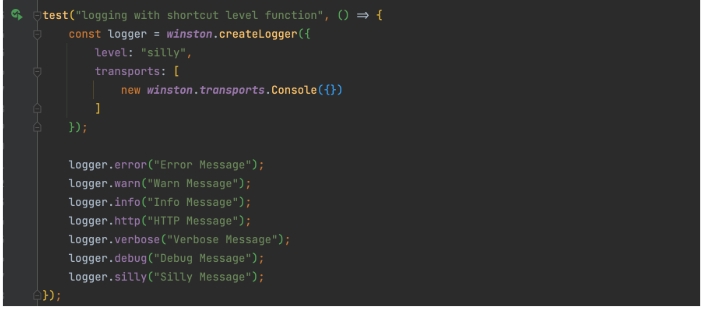 test("logging with shortcut level function", () => {
    const logger = winston.createLogger({
        level: "silly",
        transports: [
            new winston.transports.Console({})
        ]
    });

    logger.error("Error Message");
    logger.warn("Warn Message");
    logger.info("Info Message");
    logger.http("HTTP Message");
    logger.verbose("Verbose Message");
    logger.debug("Debug Message");
    logger.silly("Silly Message");
});